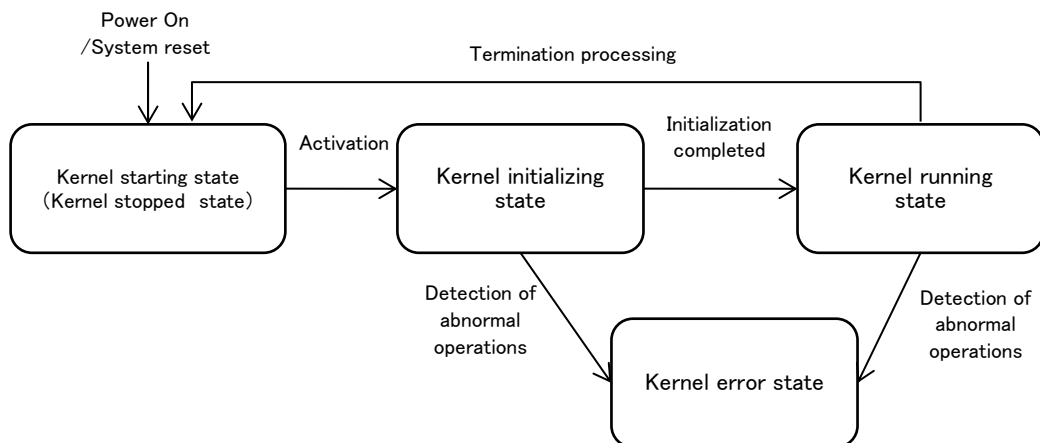 Power On
/System reset
Termination processing
Activation
Initialization
completed
Kernel starting state
(Kernel stopped state)
Kernel initializing
state
Kernel running
state
Detection of
abnormal
operations
Detection of
abnormal
operations
Kernel error state